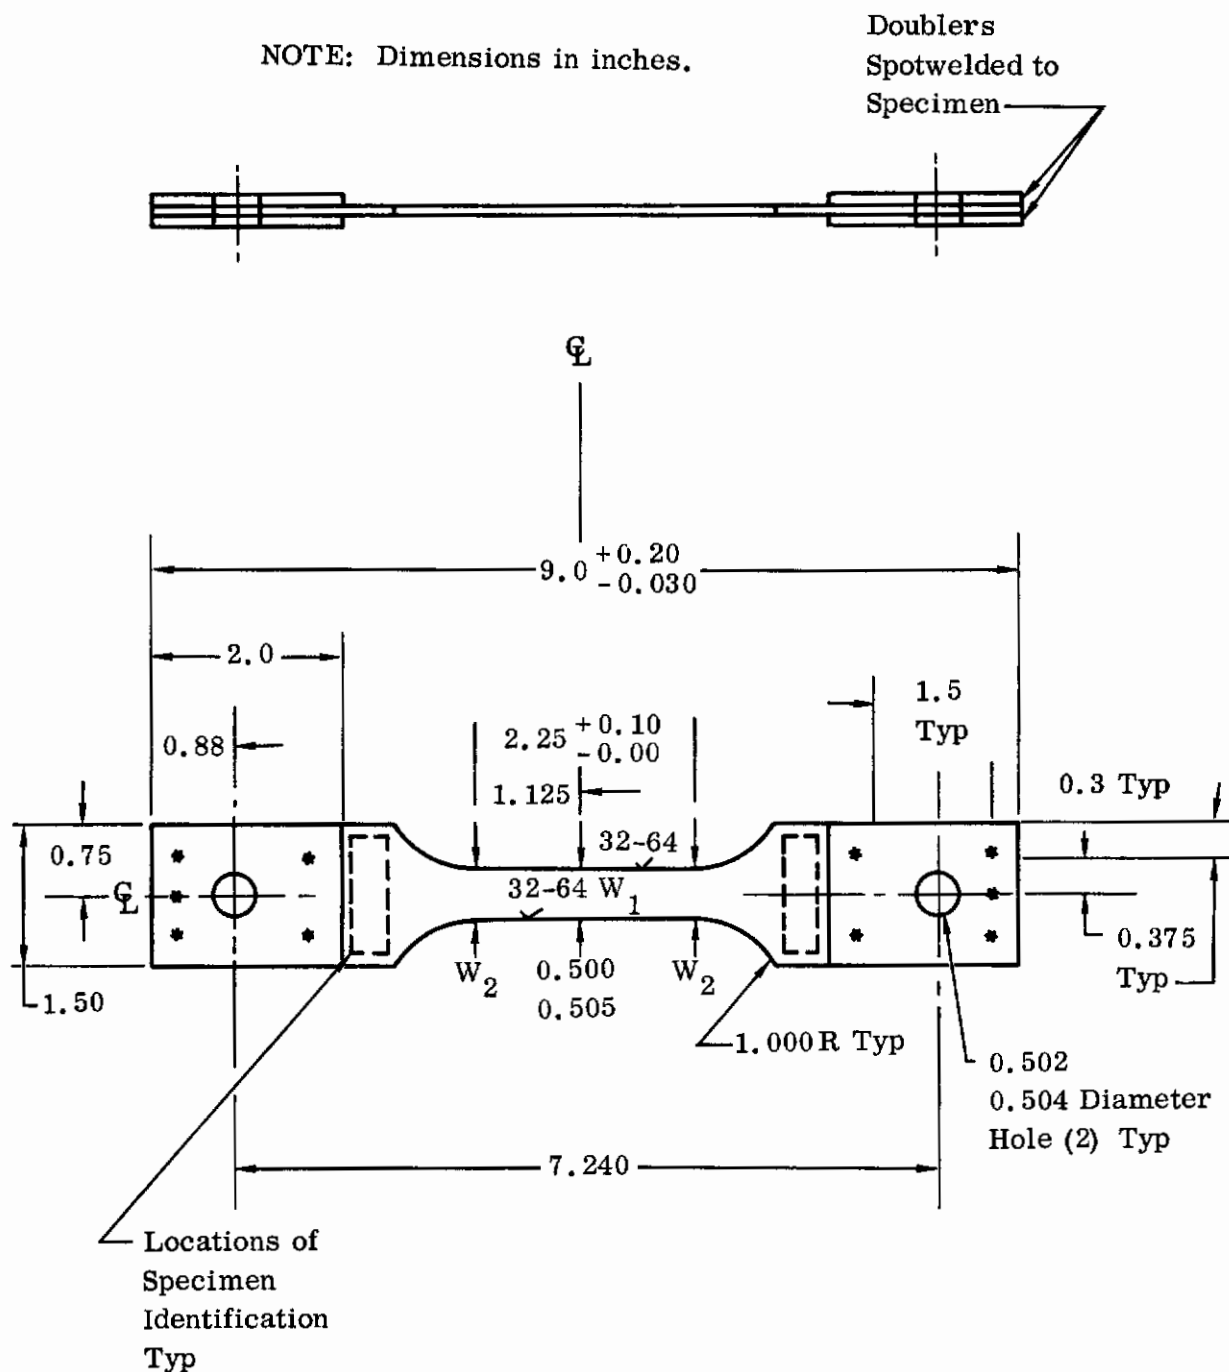 NOTE: Dimensions in inches.
Doublers
Spotwelded to
Specimen
℄
9.0 +0.20
-0.030
2.0
1.5
Typ
0.88
2.25 +0.10
-0.00
1.125
0.3 Typ
0.75
32-64
℄
32-64 W1
W2
0.500
0.505
W2
0.375
Typ
1.50
1.000R Typ
0.502
0.504 Diameter
Hole (2) Typ
7.240
Locations of
Specimen
Identification
Typ